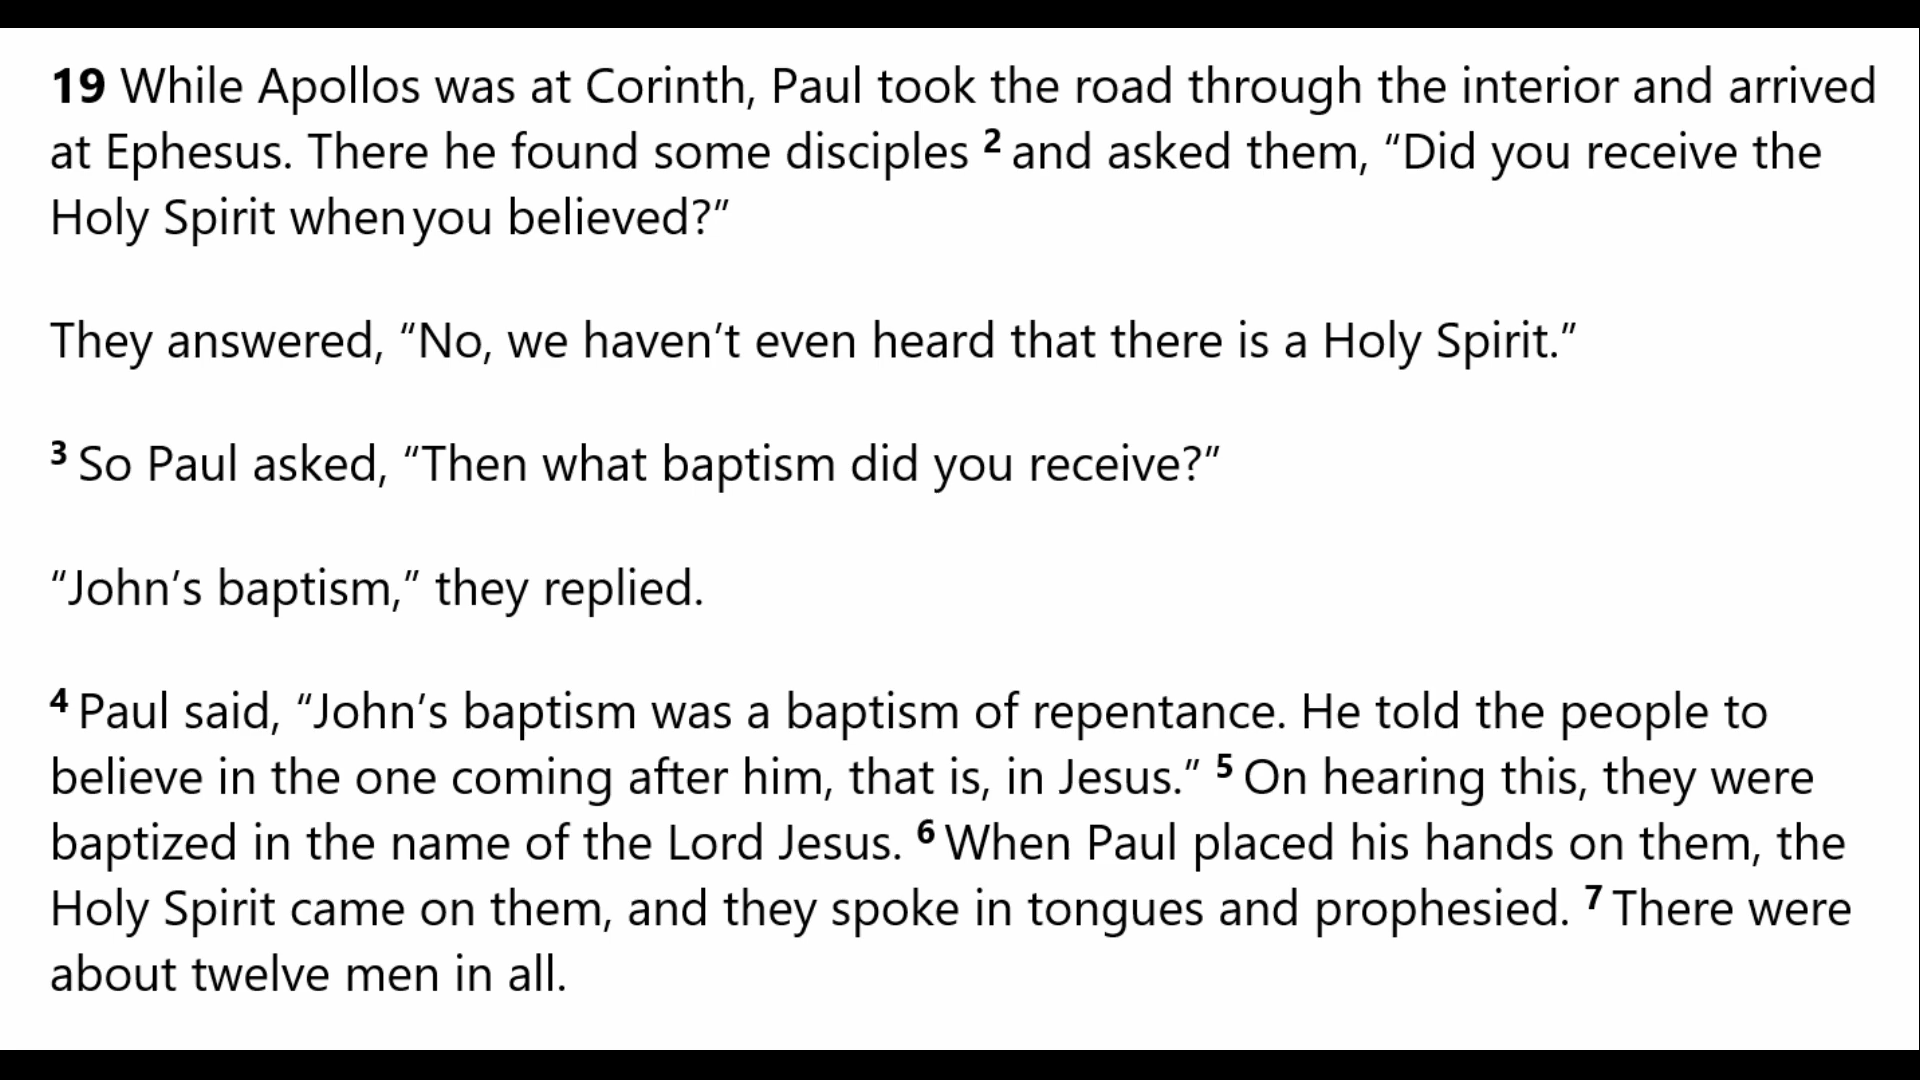 19 While Apollos was at Corinth, Paul took the road through the interior and arrived
at Ephesus. There he found some disciples 2 and asked them, “Did you receive the
Holy Spirit when you believed?”
They answered, “No, we haven’t even heard that there is a Holy Spirit.”
3 So Paul asked, “Then what baptism did you receive?”
“John’s baptism,” they replied.
4 Paul said, “John’s baptism was a baptism of repentance. He told the people to
believe in the one coming after him, that is, in Jesus.” 5 On hearing this, they were
baptized in the name of the Lord Jesus. 6 When Paul placed his hands on them, the
Holy Spirit came on them, and they spoke in tongues and prophesied. 7 There were
about twelve men in all.